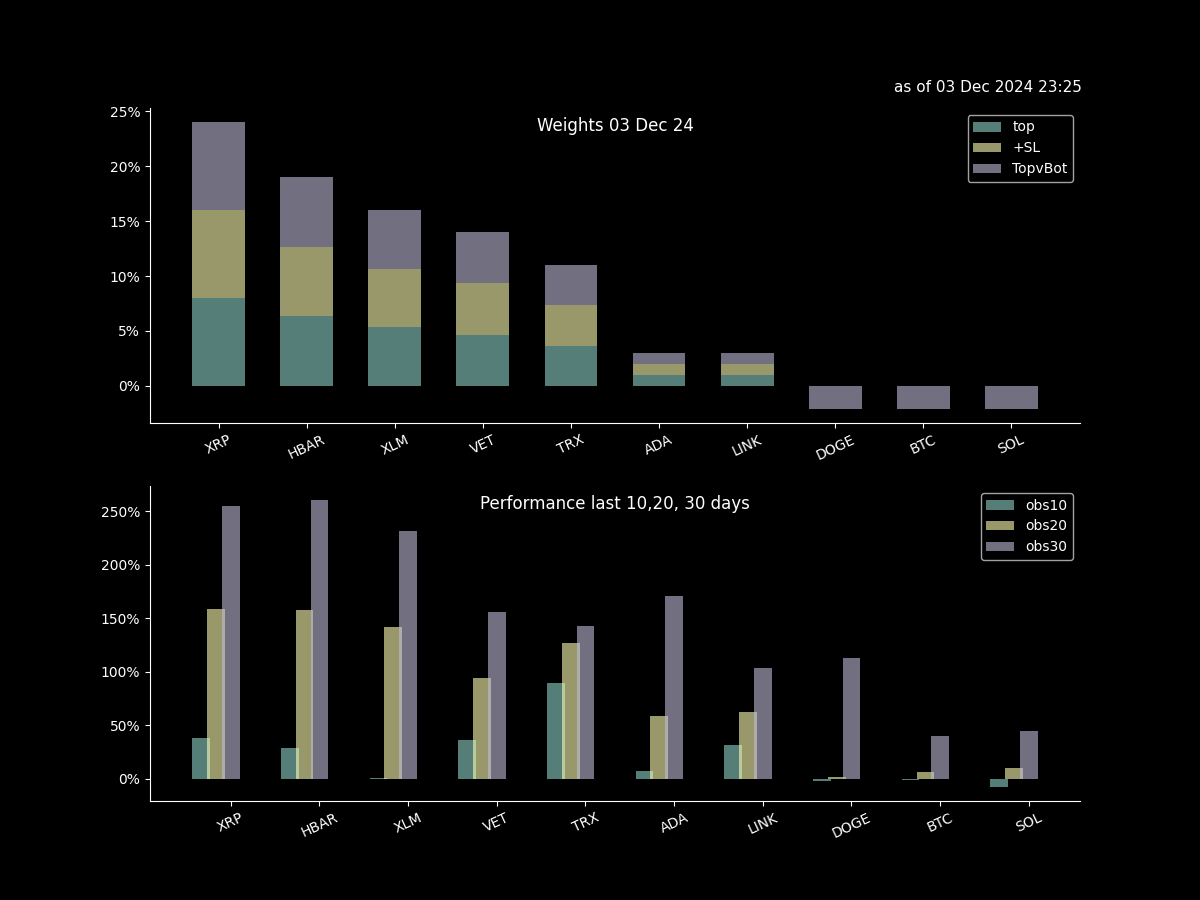 as of 03 Dec 2024 23:25
Weights 03 Dec 24
top
+SL
TopvBot
25%
20%
15%
10%
5%
0%
XRP HBAR XLM VET TRX ADA LINK DOGE BTC SOL
Performance last 10,20, 30 days
obs10
obs20
obs30
250%
200%
150%
100%
50%
0%
XRP HBAR XLM VET TRX ADA LINK DOGE BTC SOL